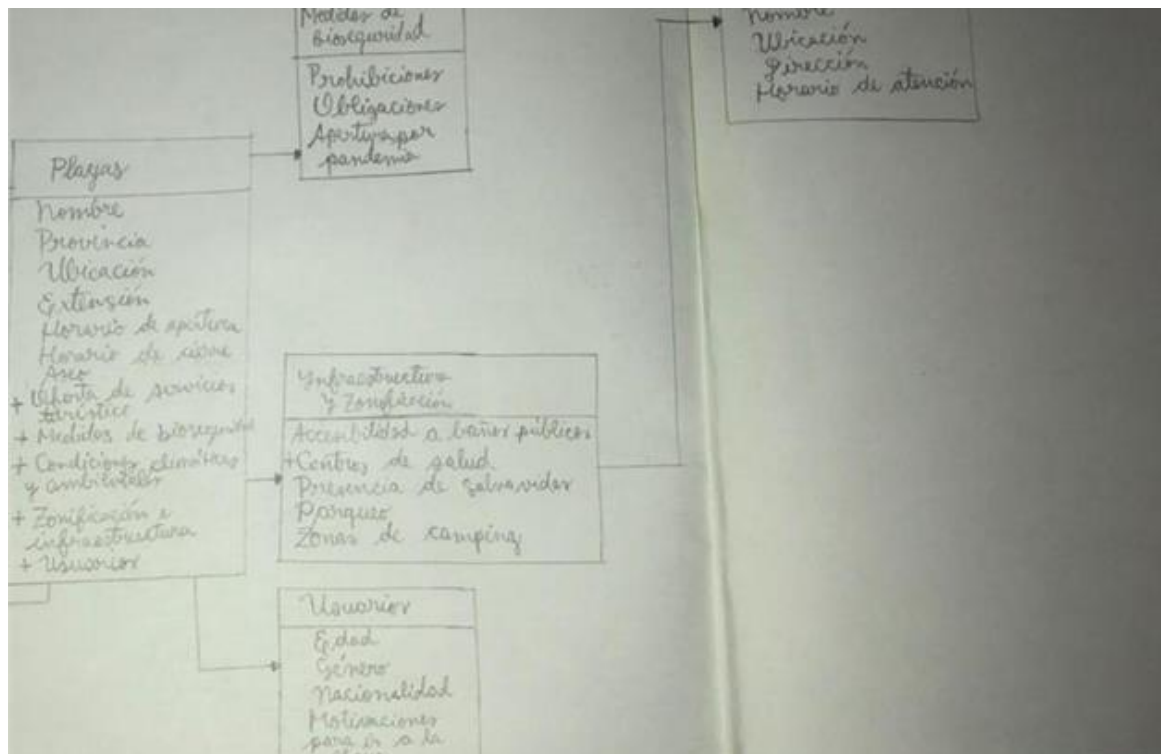 Medidas de
Bioseguridad
Prohibiciones
Obligaciones
Apertura por
pandemia
Nombre
Ubicación
Dirección
Horario de atención
Playas
Nombre
Provincia
Ubicación
Extensión
Horario de apertura
Horario de cierre
Aseo
+ Oferta de servicios
turístico
+ Medidas de bioseguridad
+ Condiciones climáticas
y ambientales
+ Zonificación e
infraestructura
+ Usuarios
Infraestructura
y Zonificación
Accesibilidad a baños públicos
+Centros de salud
Presencia de salvavidas
Parqueo
Zonas de camping
Usuarios
Edad
Género
Nacionalidad
Motivaciones
para ir a la